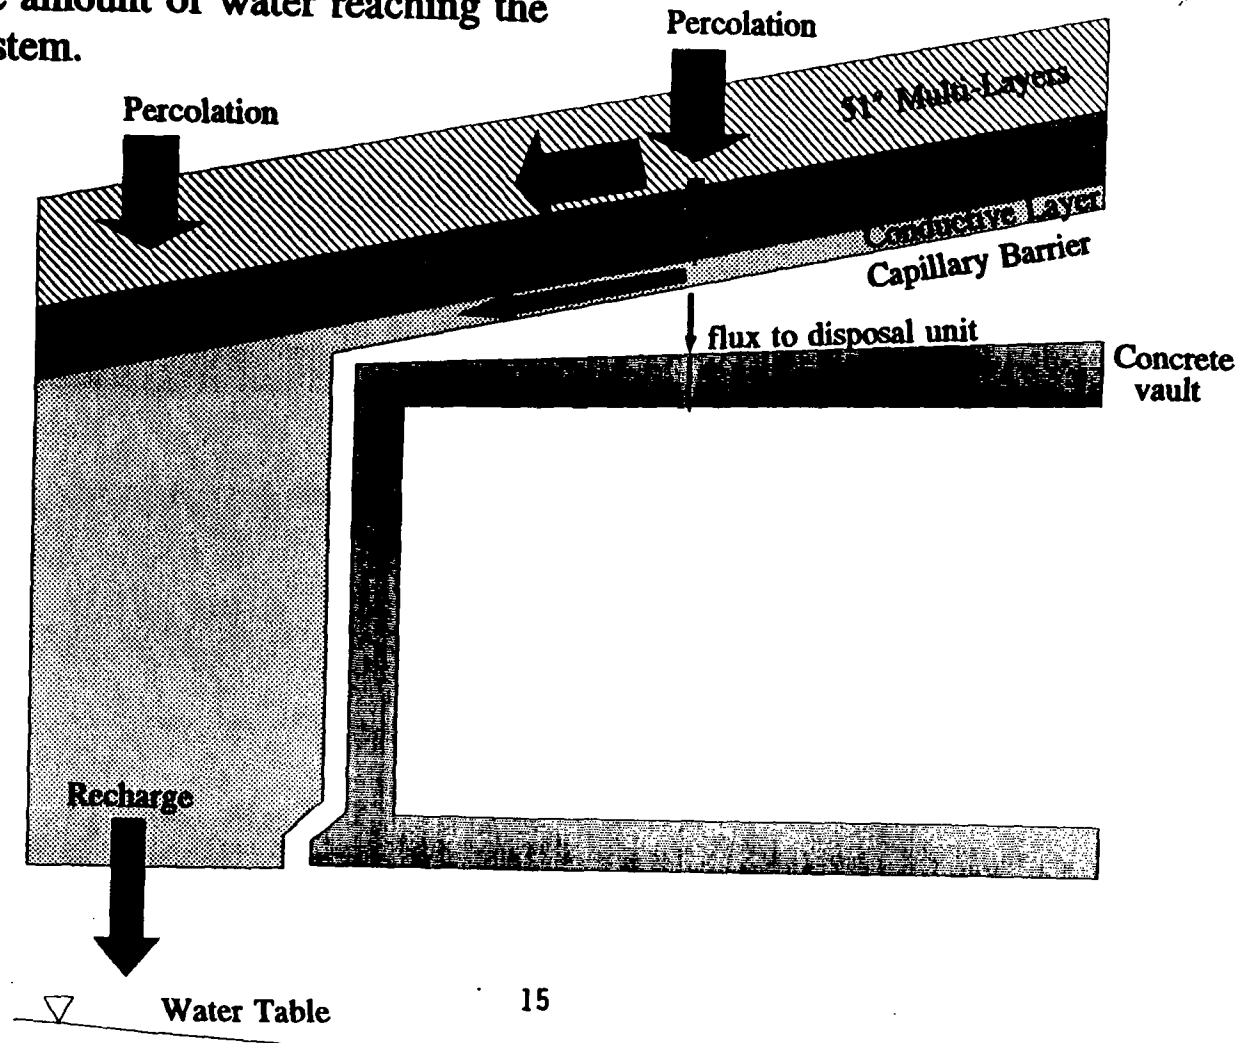 amount of water reaching the
stem.
Percolation
Percolation
51" Multi-Layers
Conductive Layer
Capillary Barrier
flux to disposal unit
Concrete
vault
Recharge
Water Table
15